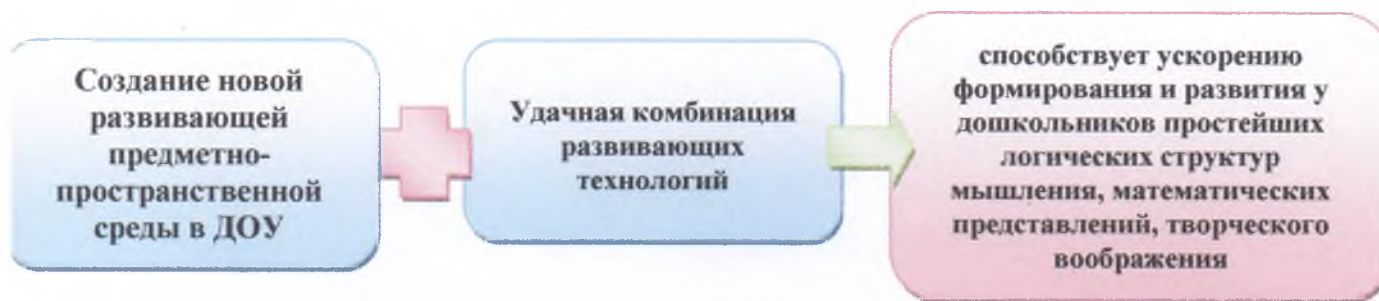 Создание новой
развивающей
предметно-
пространственной
среды в ДОУ
Удачная комбинация
развивающих
технологий
способствует ускорению
формирования и развития у
дошкольников простейших
логических структур
мышления, математических
представлений, творческого
воображения